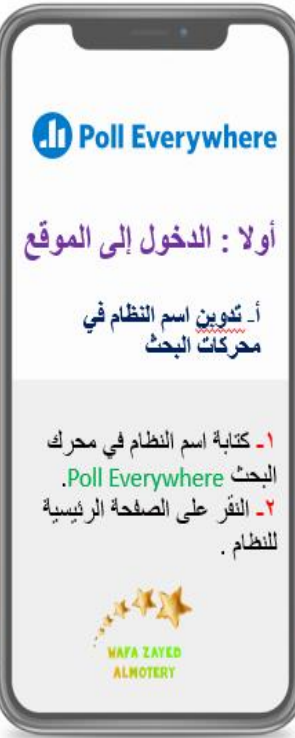 Poll Everywhere
أولا : الدخول إلى الموقع
أ- تدوين اسم النظام في
محركات البحث
١- كتابة اسم النظام في محرك
البحث Poll Everywhere.
٢- النقر على الصفحة الرئيسية
للنظام .
WAFA ZAYED
ALMOTERY